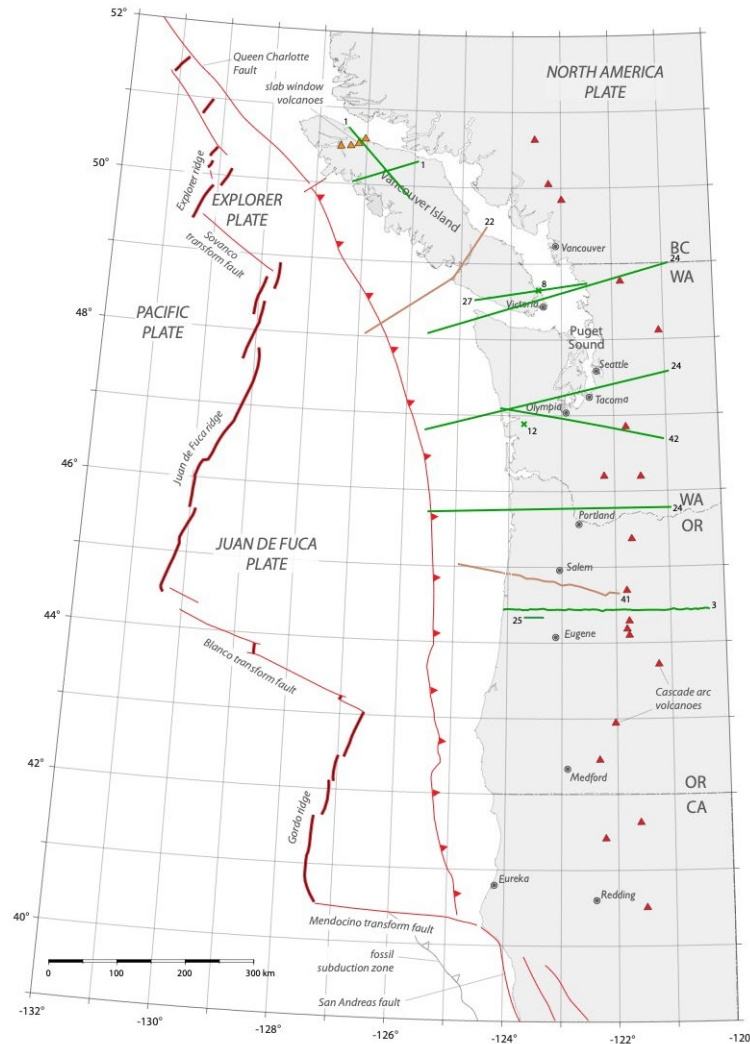 52°
Queen Charlotte
Fault
slab window
volcanoes
NORTH AMERICA
PLATE
1
1
50°
Explorer ridge
EXPLORER
PLATE
Vancouver Island
22
Sovanco
transform fault
Vancouver
BC
24
WA
8
27
Victoria
48°
PACIFIC
PLATE
Puget
Sound
Seattle
24
Tacoma
Olympia
12
42
Juan de Fuca ridge
46°
WA
24
Portland
OR
JUAN DE FUCA
PLATE
Salem
41
3
25
44°
Eugene
Blanco transform fault
Cascade arc
volcanoes
42°
Medford
OR
CA
Gordo ridge
Eureka
Redding
40°
Mendocino transform fault
fossil
subduction zone
0 50 100 200 300 km
San Andreas fault
-132°
-130°
-128°
-126°
-124°
-122°
-120